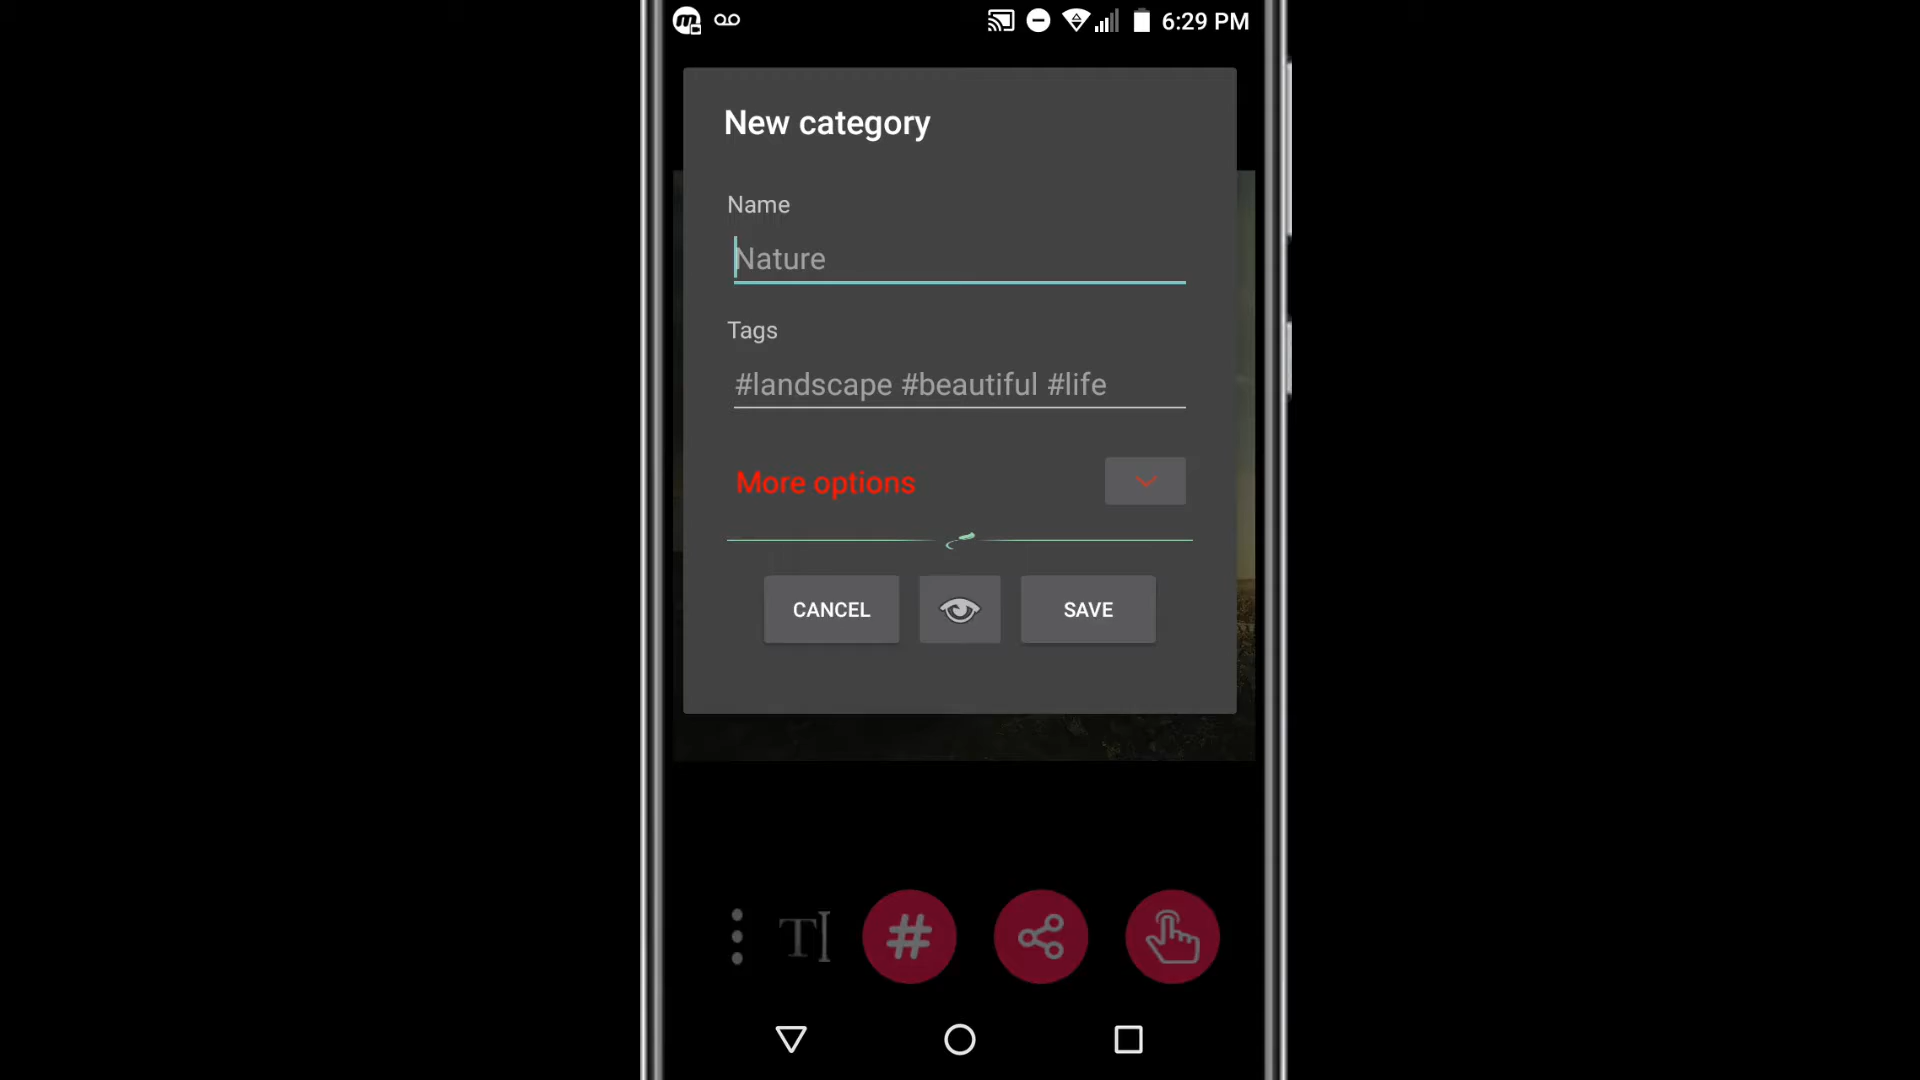 6:29 PM
New category
Name
Nature
Tags
#landscape #beautiful #life
More options
CANCEL
SAVE
T
#